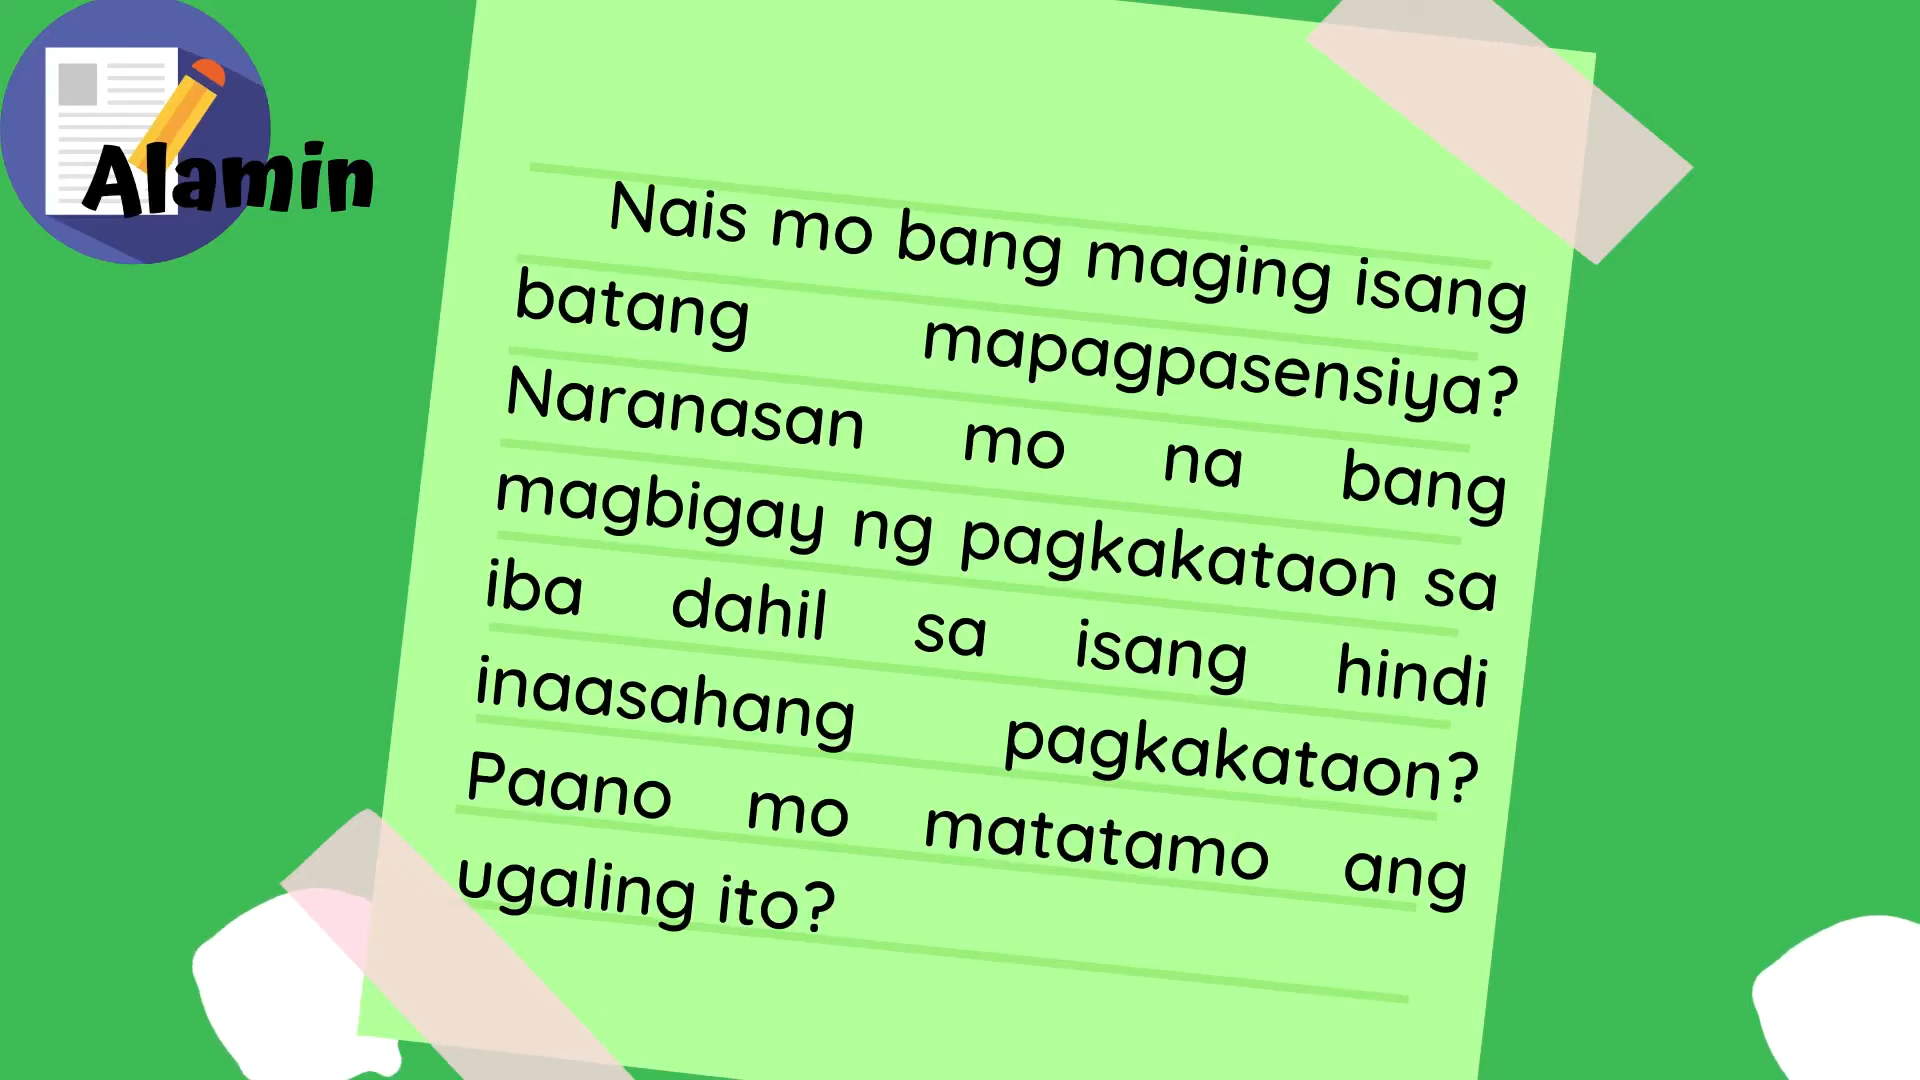 Alamin
Nais mo bang maging isang
batang mapagpasensiya?
Naranasan mo na bang
magbigay ng pagkakataon sa
iba dahil sa isang hindi
inaasahang pagkakataon?
Paano mo matatamo ang
ugaling ito?